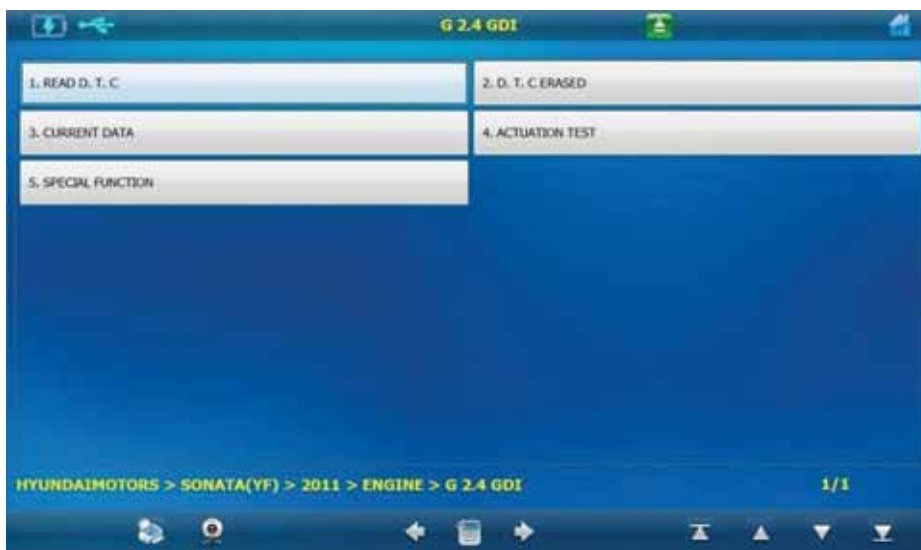 G 2.4 GDI
1. READ D. T. C
2. D. T. C ERASED
3. CURRENT DATA
4. ACTUATION TEST
5. SPECIAL FUNCTION
HYUNDAIMOTORS > SONATA(YF) > 2011 > ENGINE > G 2.4 GDI
1/1